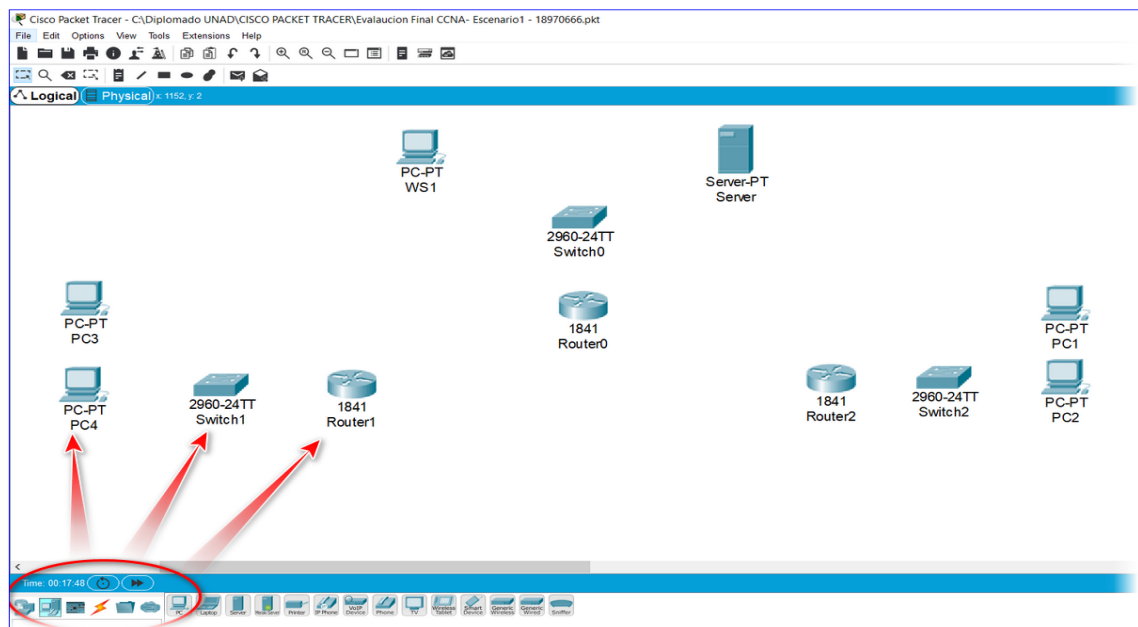 Cisco Packet Tracer - C:\Diplomado UNAD\CISCO PACKET TRACER\Evalaucion Final CCNA- Escenario1 - 18970666.pkt
File Edit Options View Tools Extensions Help
Logical Physical x: 1152, y: 2
PC-PT
WS1
Server-PT
Server
2960-24TT
Switch0
PC-PT
PC3
1841
Router0
PC-PT
PC1
PC-PT
PC4
2960-24TT
Switch1
1841
Router1
1841
Router2
2960-24TT
Switch2
PC-PT
PC2
Time: 00:17:48
PC Laptop Server Printer IP Phone VoIP Device Phone TV Wireless Tablet Smart Device Generic Wireless Generic Wired Sniffer